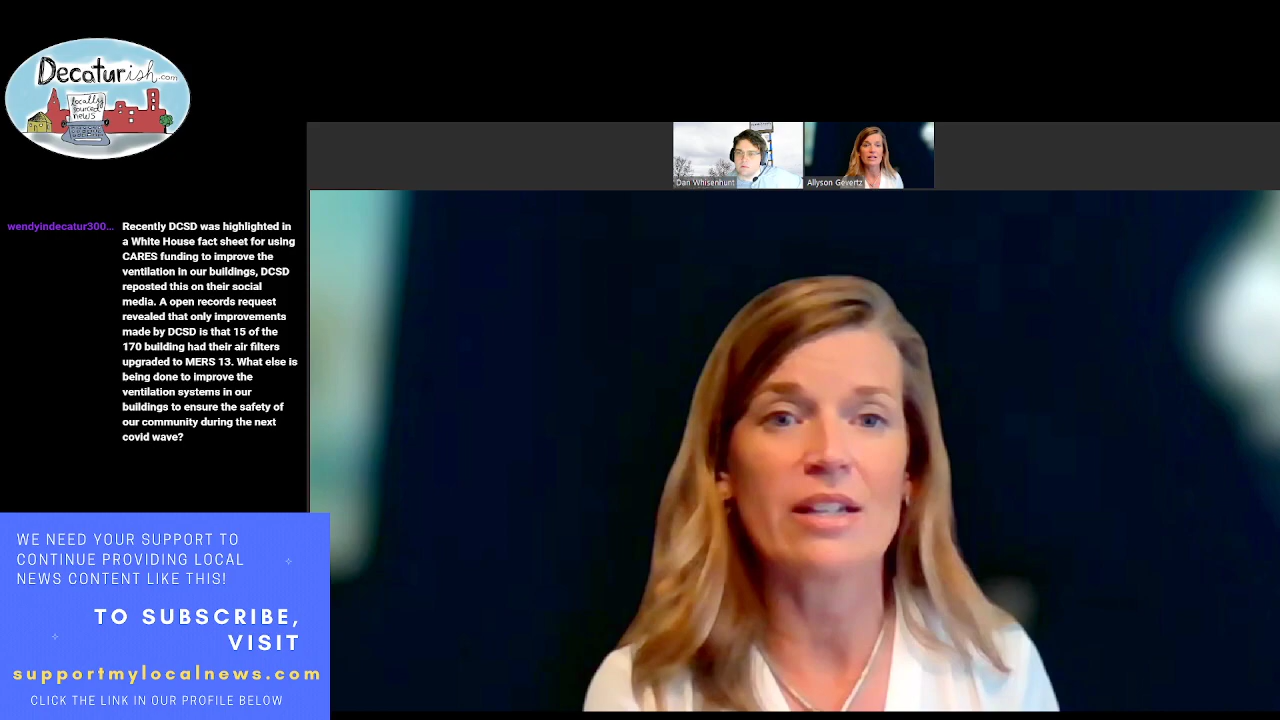 Decaturish.com
locally
sourced
news
Dan Whisenhunt
Allyson Gevertz
wendyindecatur300...
Recently DCSD was highlighted in
a White House fact sheet for using
CARES funding to improve the
ventilation in our buildings, DCSD
reposted this on their social
media. A open records request
revealed that only improvements
made by DCSD is that 15 of the
170 building had their air filters
upgraded to MERS 13. What else is
being done to improve the
ventilation systems in our
buildings to ensure the safety of
our community during the next
covid wave?
WE NEED YOUR SUPPORT TO
CONTINUE PROVIDING LOCAL
NEWS CONTENT LIKE THIS!
TO SUBSCRIBE,
VISIT
supportmylocalnews.com
CLICK THE LINK IN OUR PROFILE BELOW